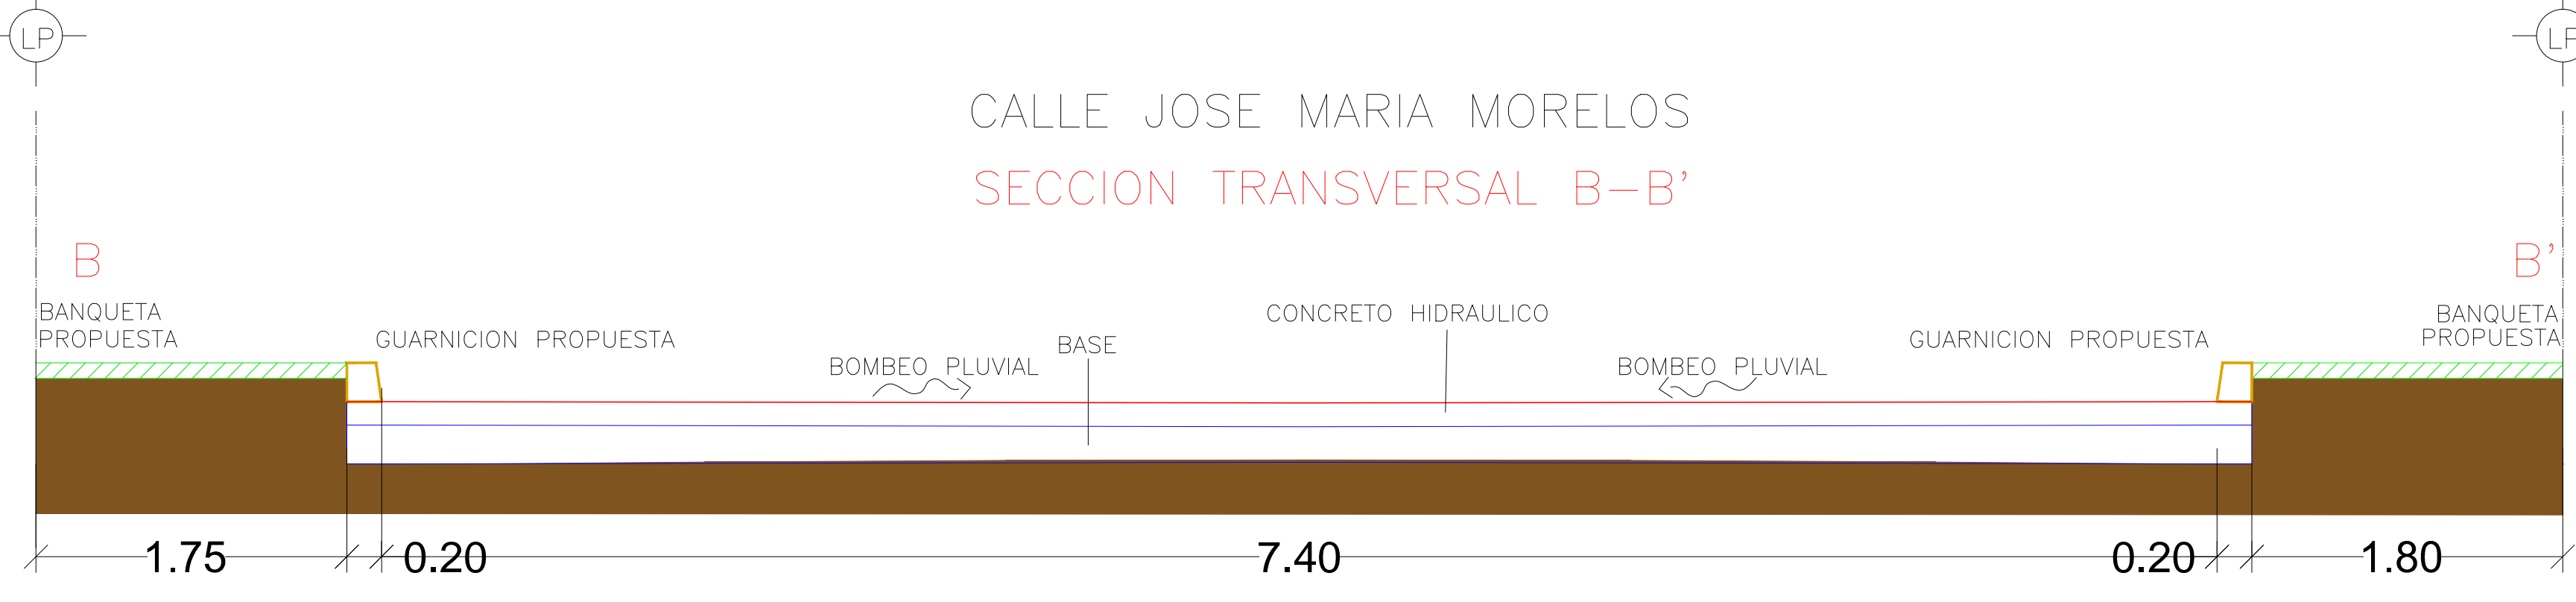 LP
LP
CALLE JOSE MARIA MORELOS
SECCION TRANSVERSAL B-B'
B
B'
BANQUETA
PROPUESTA
GUARNICION PROPUESTA
BOMBEO PLUVIAL
BASE
CONCRETO HIDRAULICO
BOMBEO PLUVIAL
GUARNICION PROPUESTA
BANQUETA
PROPUESTA
1.75
0.20
7.40
0.20
1.80